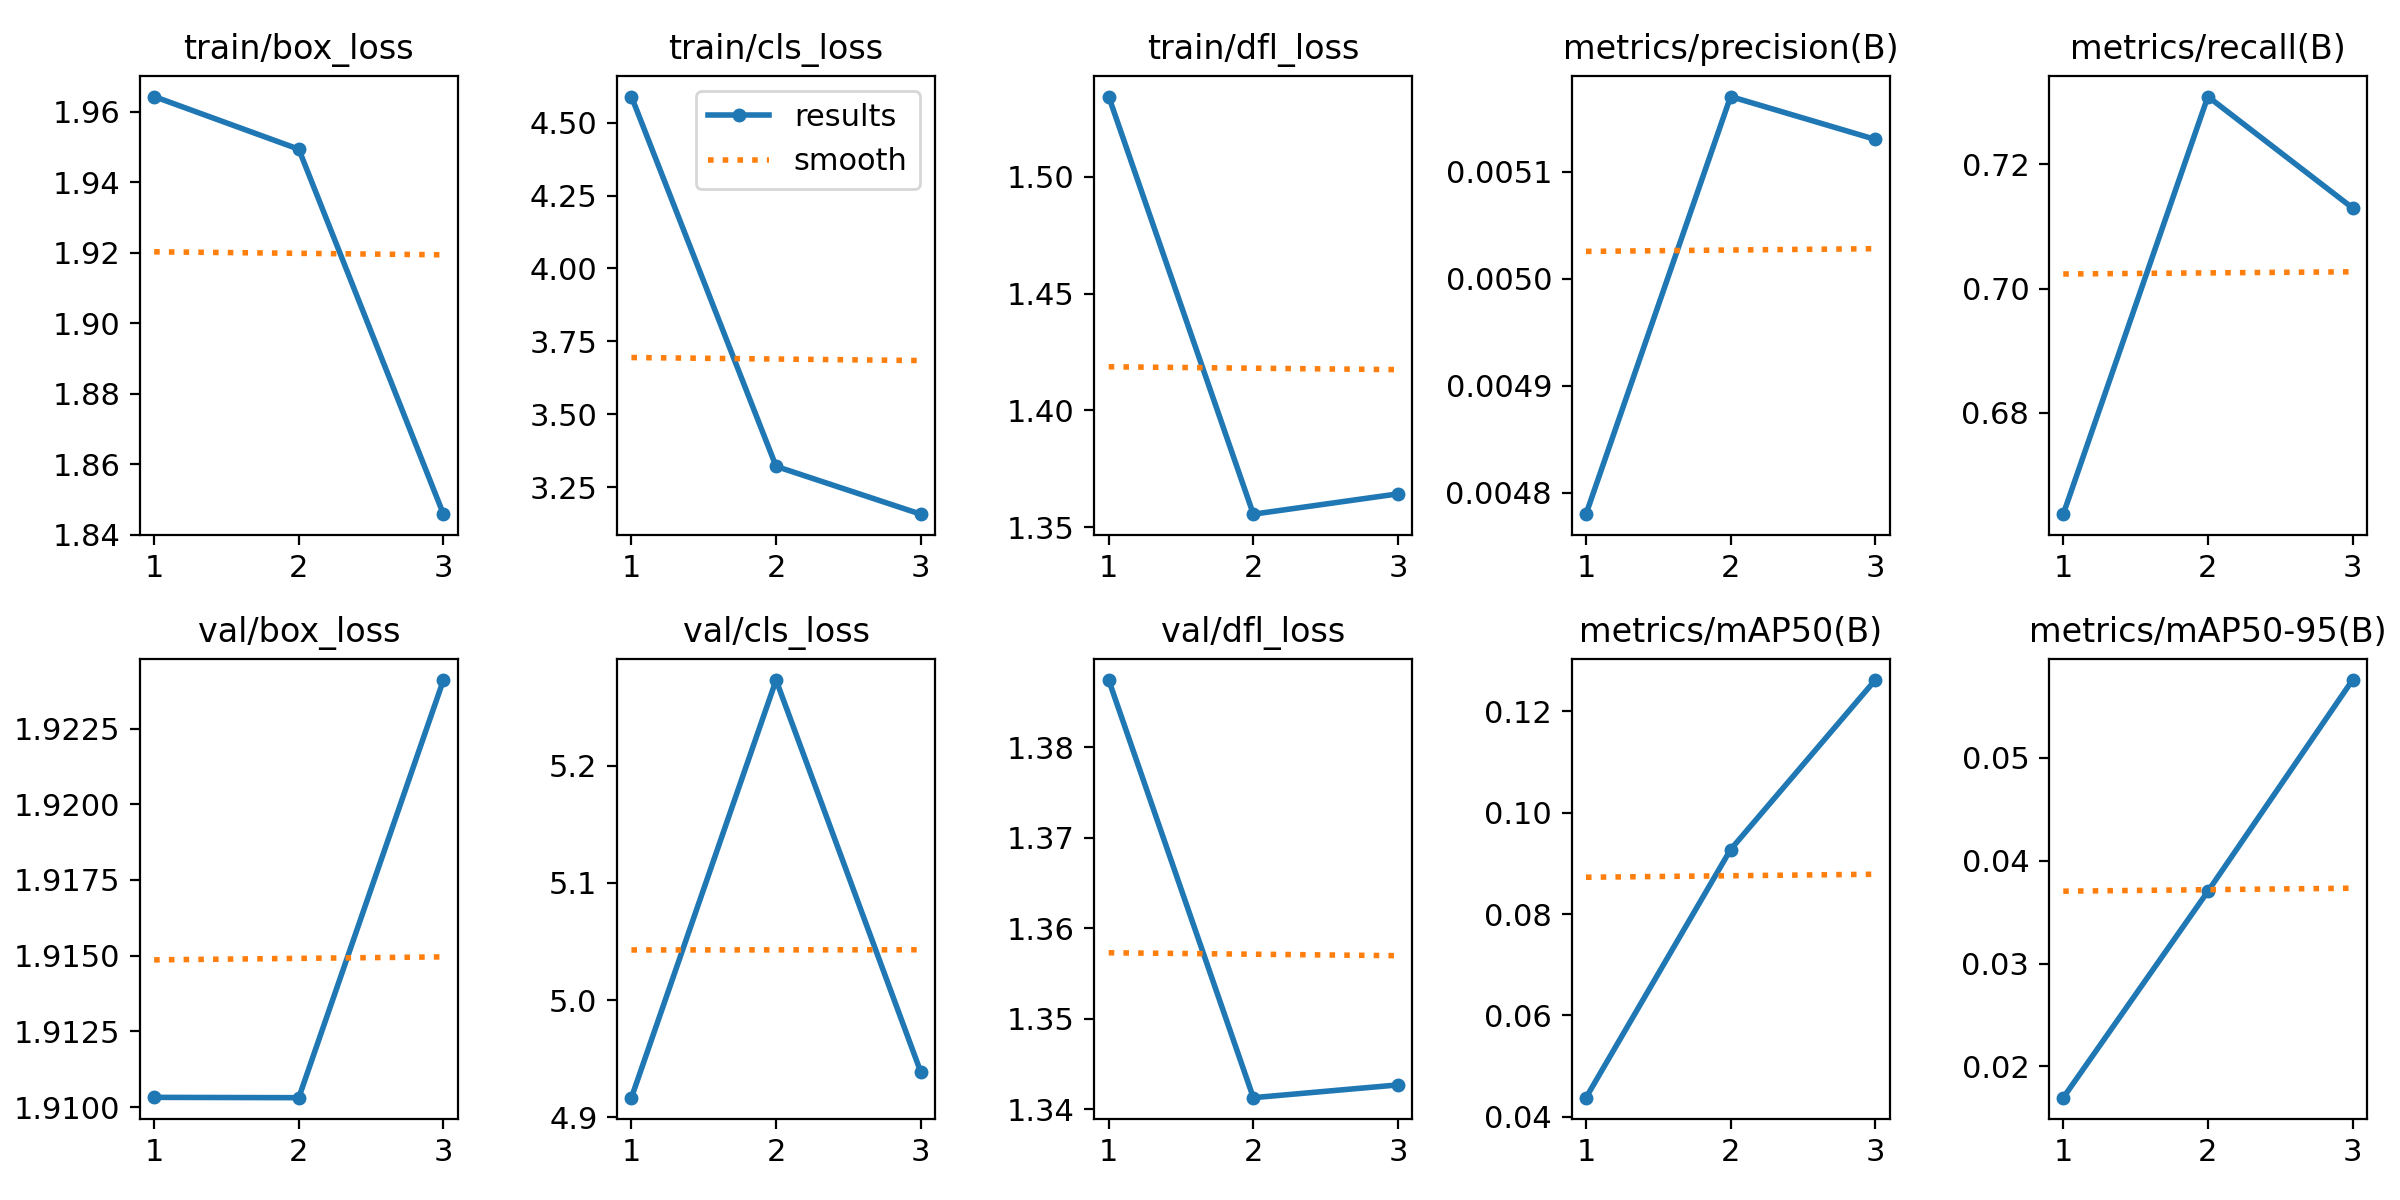 train/box_loss
1.96
1.94
1.92
1.90
1.88
1.86
1.84
1 2 3
train/cls_loss
results
smooth
4.50
4.25
4.00
3.75
3.50
3.25
1 2 3
train/dfl_loss
1.50
1.45
1.40
1.35
1 2 3
metrics/precision(B)
0.0051
0.0050
0.0049
0.0048
1 2 3
metrics/recall(B)
0.72
0.70
0.68
1 2 3
val/box_loss
1.9225
1.9200
1.9175
1.9150
1.9125
1.9100
1 2 3
val/cls_loss
5.2
5.1
5.0
4.9
1 2 3
val/dfl_loss
1.38
1.37
1.36
1.35
1.34
1 2 3
metrics/mAP50(B)
0.12
0.10
0.08
0.06
0.04
1 2 3
metrics/mAP50-95(B)
0.05
0.04
0.03
0.02
1 2 3